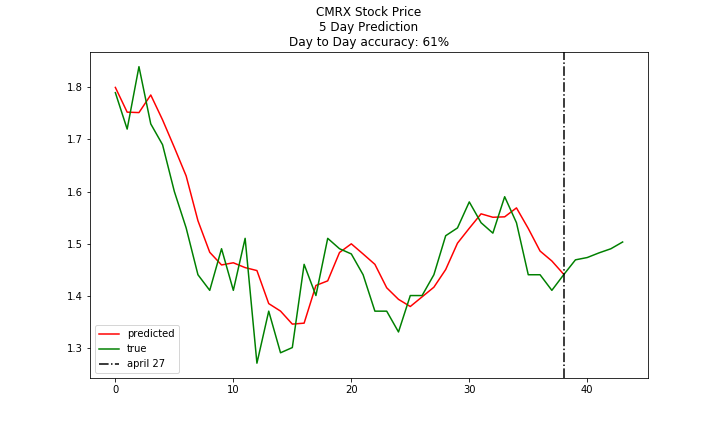 CMRX Stock Price
5 Day Prediction
Day to Day accuracy: 61%
1.8
1.7
1.6
1.5
1.4
1.3
predicted
true
april 27
0
10
20
30
40